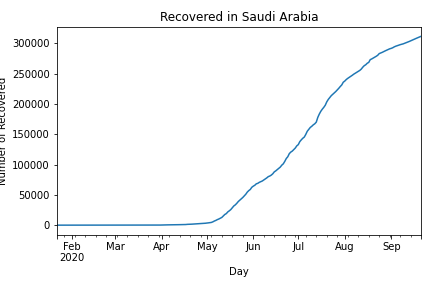 Recovered in Saudi Arabia
300000
250000
200000
150000
100000
50000
0
Number of Recovered
Feb Mar Apr May Jun Jul Aug Sep
2020
Day